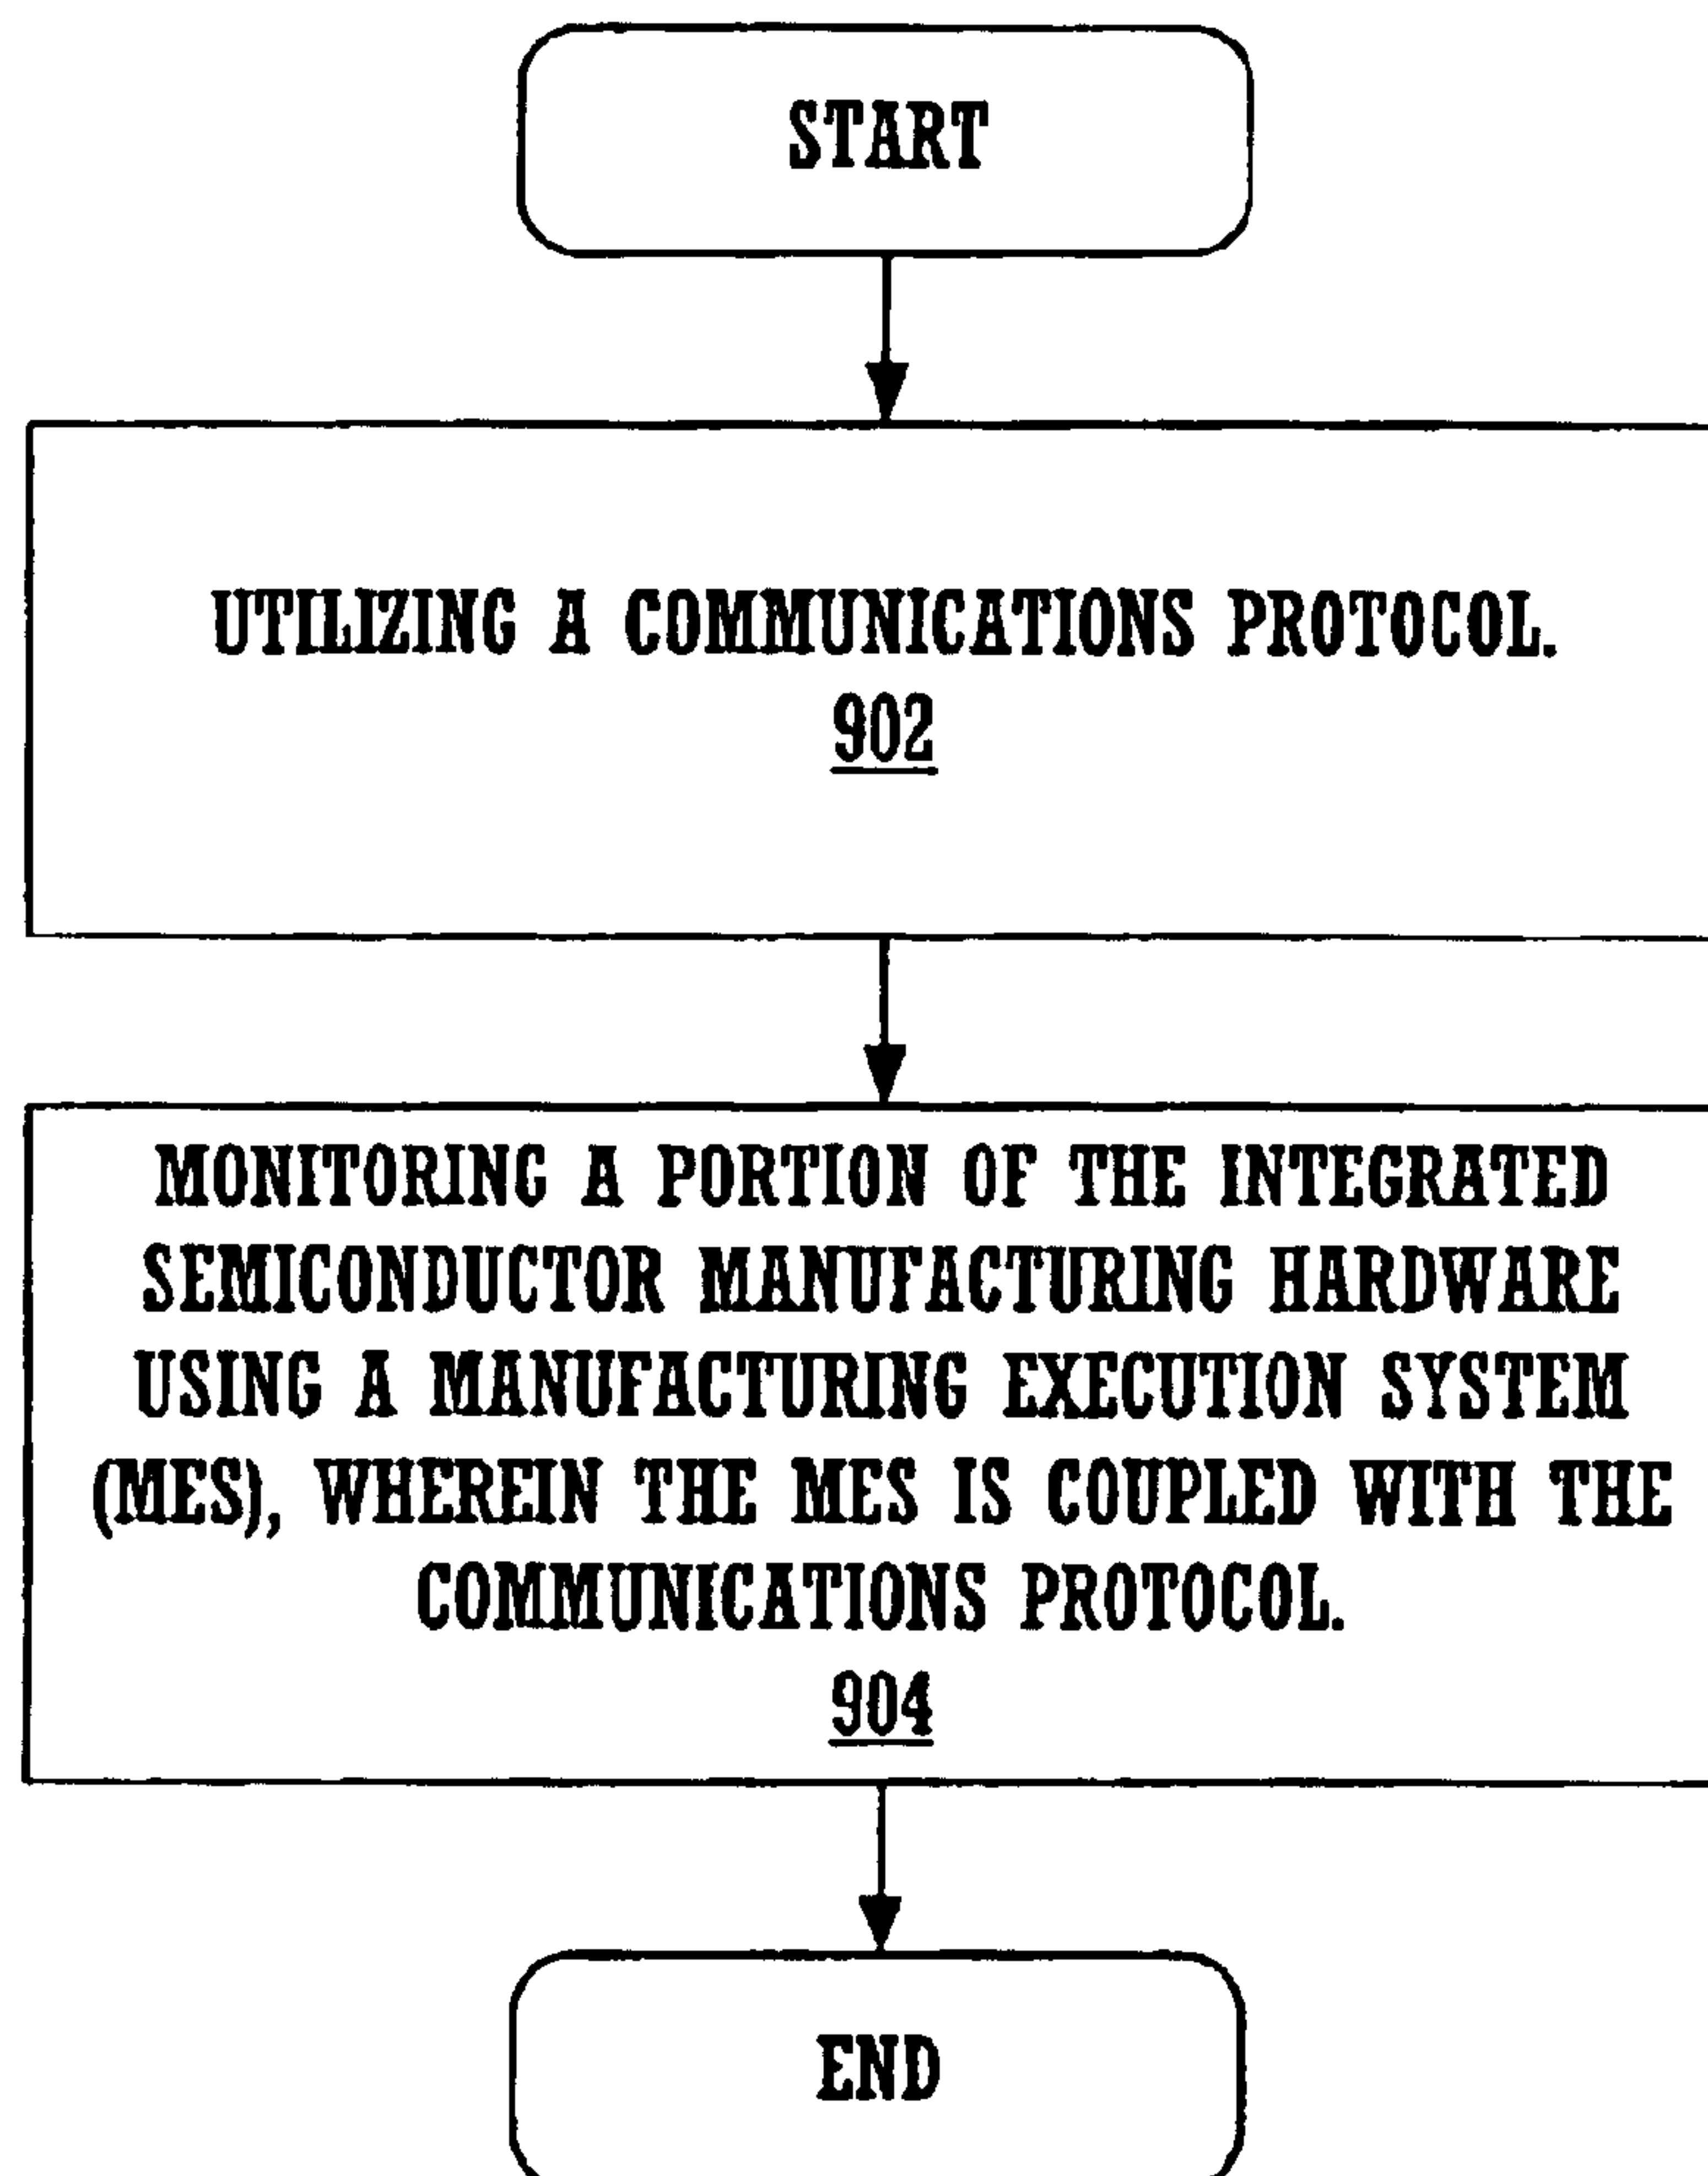 START
UTILIZING A COMMUNICATIONS PROTOCOL.
902
MONITORING A PORTION OF THE INTEGRATED
SEMICONDUCTOR MANUFACTURING HARDWARE
USING A MANUFACTURING EXECUTION SYSTEM
(MES), WHEREIN THE MES IS COUPLED WITH THE
COMMUNICATIONS PROTOCOL.
904
END